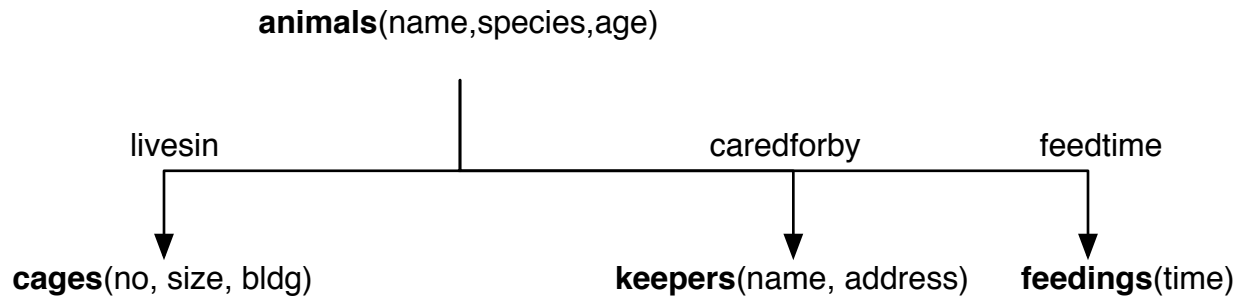 animals(name,species,age)
livesin caredforby feedtime
cages(no, size, bldg) keepers(name, address) feedings(time)